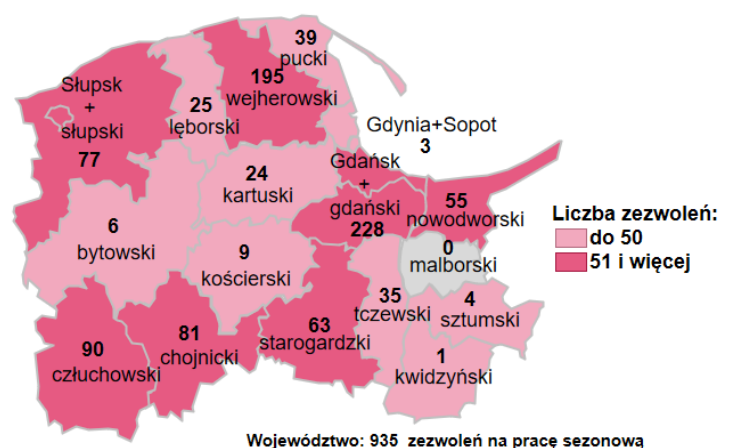 39
pucki
195
wejherowski
Słupsk
+
słupski
77
25
lęborski
Gdynia+Sopot
3
Gdańsk
+
gdański
228
24
kartuski
55
nowodworski
6
bytowski
9
kościerski
0
malborski
35
tczewski
4
sztumski
90
człuchowski
81
chojnicki
63
starogardzki
1
kwidzyński
Liczba zezwoleń:
do 50
51 i więcej
Województwo: 935 zezwoleń na pracę sezonową